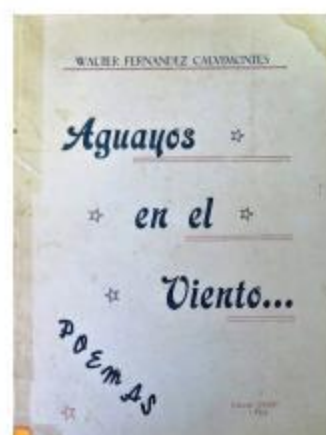 WALTER FERNANDEZ CALVIMONTES
Aguayos
en el
Viento...
POEMAS